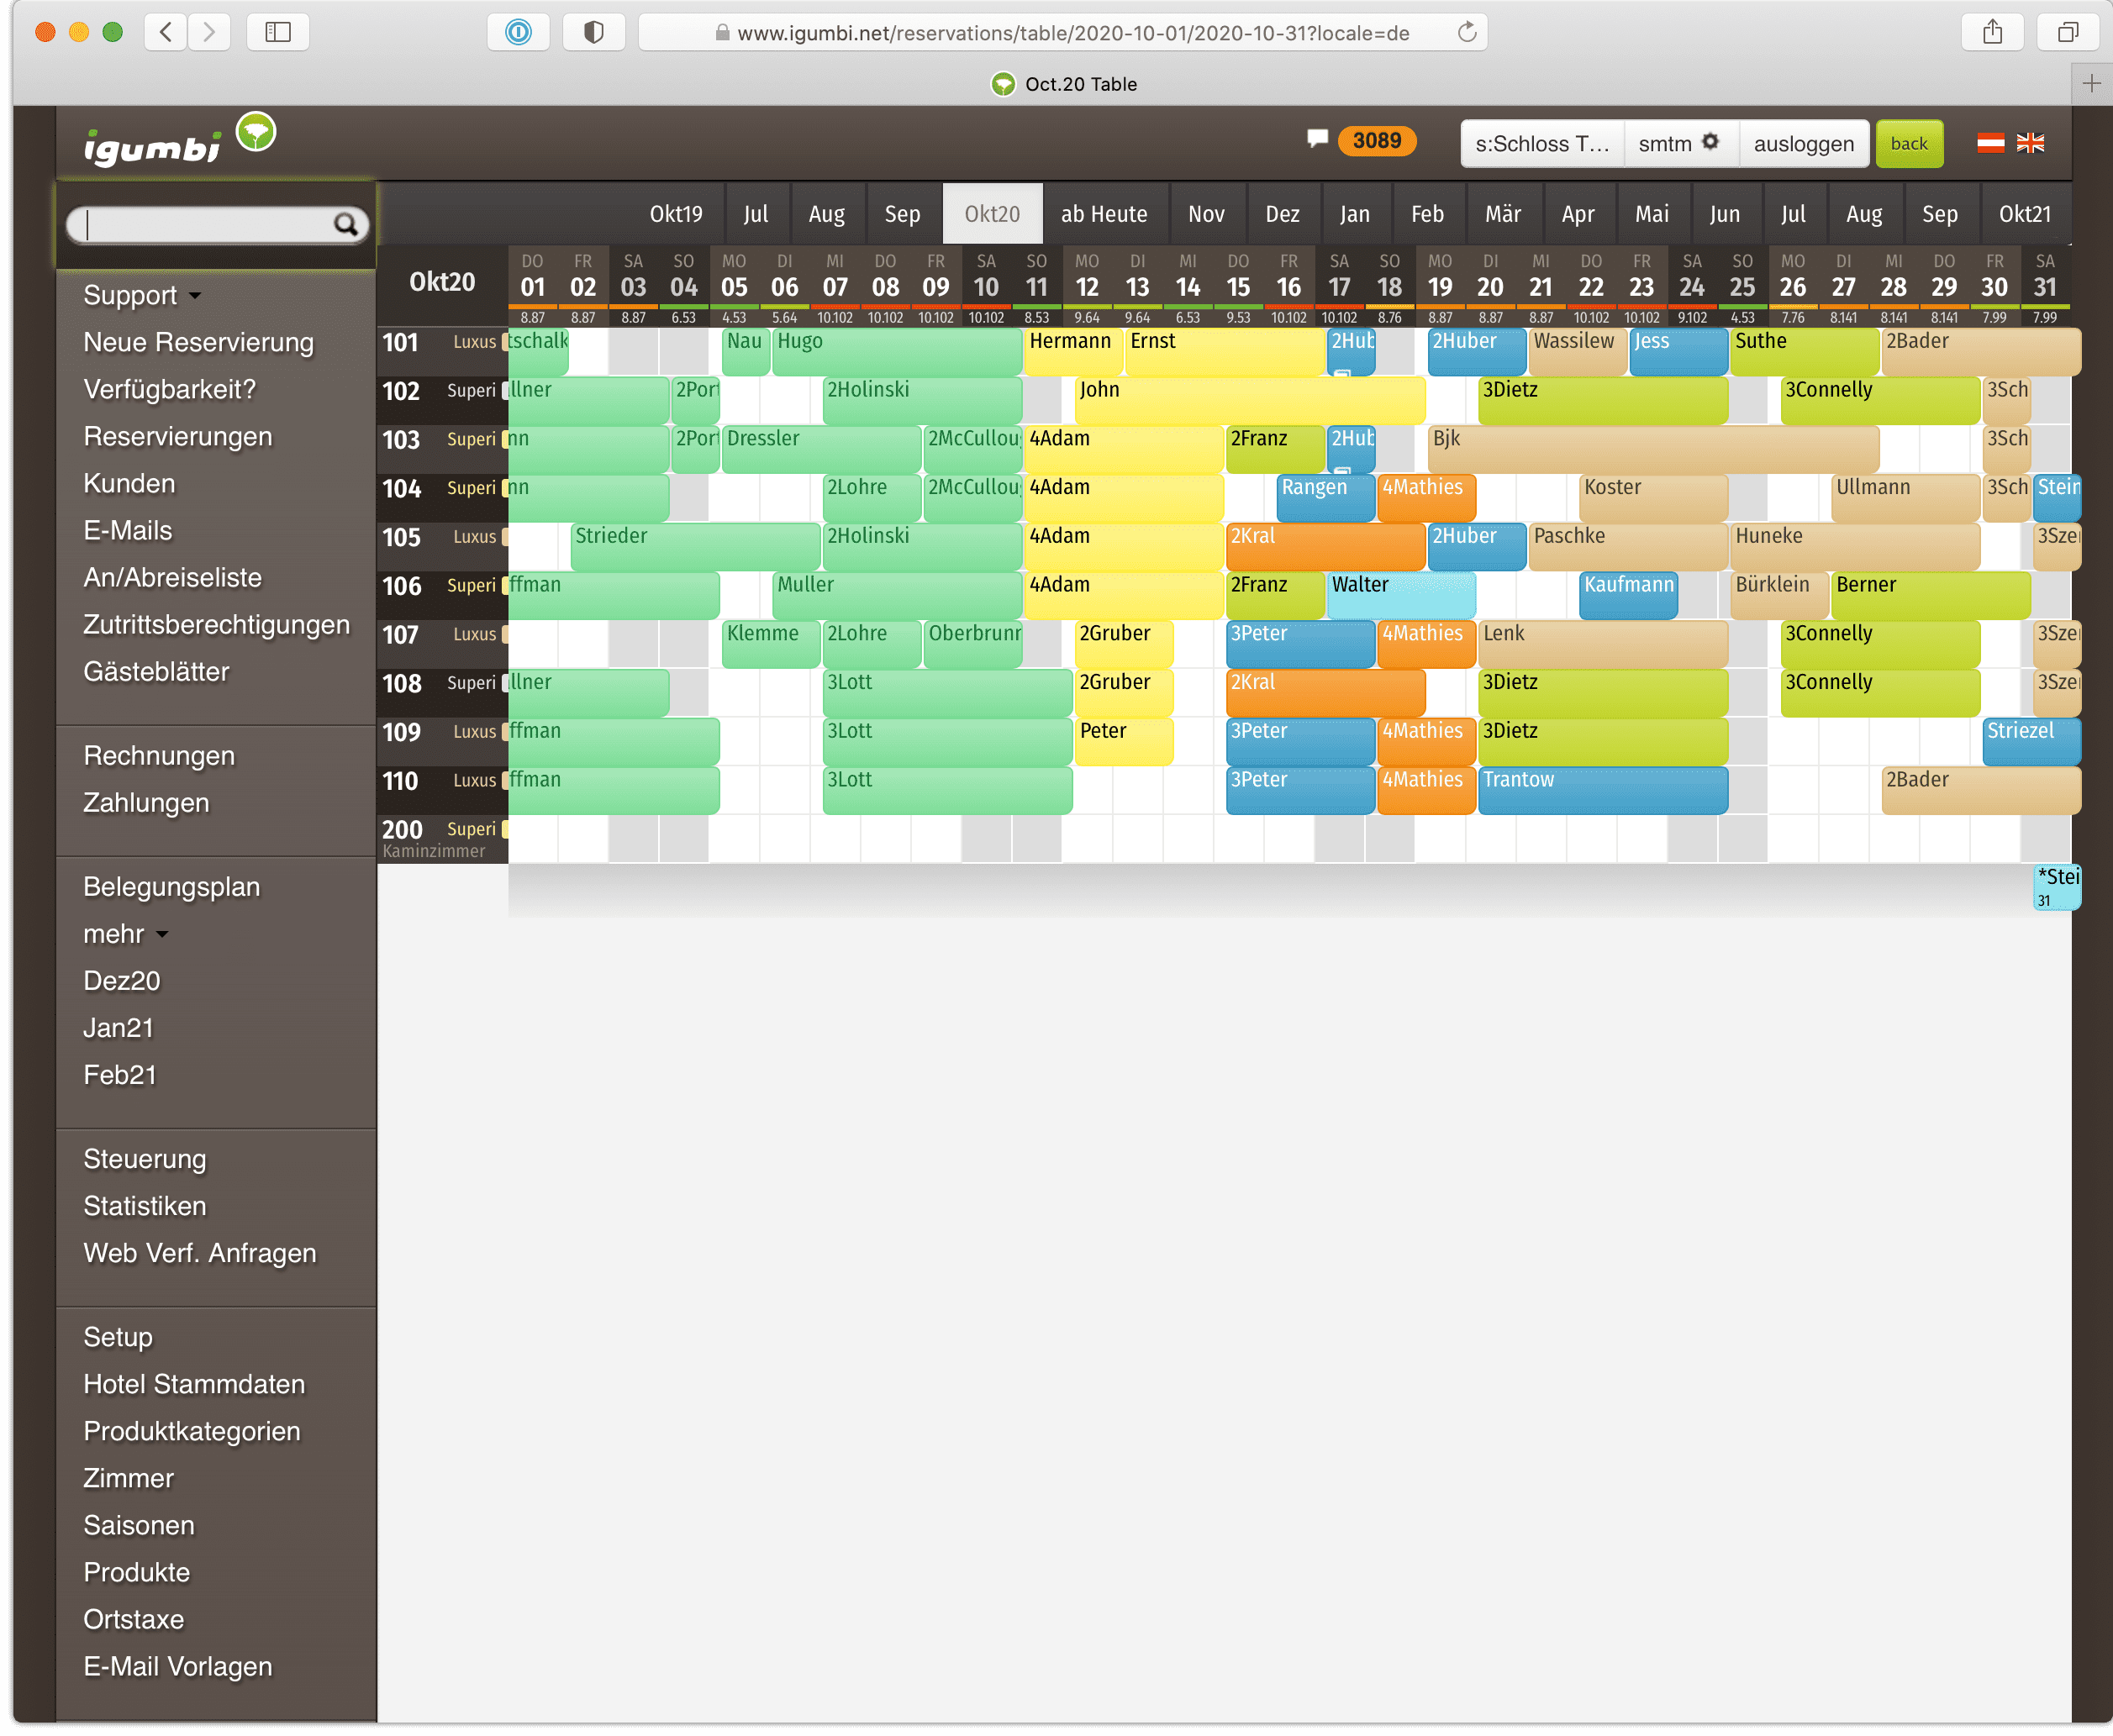 www.igumbi.net/reservations/table/2020-10-01/2020-10-31?locale=de
Oct.20 Table
igumbi
3089
s:Schloss T...
smtm
ausloggen
back
Okt19 Jul Aug Sep Okt20 ab Heute Nov Dez Jan Feb Mär Apr Mai Jun Jul Aug Sep Okt21
Support
Neue Reservierung
Verfügbarkeit?
Reservierungen
Kunden
E-Mails
An/Abreiseliste
Zutrittsberechtigungen
Gästeblätter
Rechnungen
Zahlungen
Belegungsplan
mehr
Dez20
Jan21
Feb21
Steuerung
Statistiken
Web Verf. Anfragen
Setup
Hotel Stammdaten
Produktkategorien
Zimmer
Saisonen
Produkte
Ortstaxe
E-Mail Vorlagen
Okt20
DO FR SA SO MO DI MI DO FR SA SO MO DI MI DO FR SA SO MO DI MI DO FR SA SO MO DI MI DO FR SA
01 02 03 04 05 06 07 08 09 10 11 12 13 14 15 16 17 18 19 20 21 22 23 24 25 26 27 28 29 30 31
8.87 8.87 8.87 6.53 4.53 5.64 10.102 10.102 10.102 10.102 8.53 9.64 9.64 6.53 9.53 10.102 10.102 8.76 8.87 8.87 8.87 10.102 10.102 9.102 4.53 7.76 8.141 8.141 8.141 7.99 7.99
101 Luxus tschalk Nau Hugo Hermann Ernst 2Hub 2Huber Wassilew Jess Suthe 2Bader
102 Superi llner 2Port 2Holinski John 3Dietz 3Connelly 3Sch
103 Superi nn 2Port Dressler 2McCullou 4Adam 2Franz 2Hub Bjk 3Sch
104 Superi nn 2Lohre 2McCullou 4Adam Rangen 4Mathies Koster Ullmann 3Sch Stein
105 Luxus Strieder 2Holinski 4Adam 2Kral 2Huber Paschke Huneke 3Szer
106 Superi ffman Muller 4Adam 2Franz Walter Kaufmann Bürklein Berner
107 Luxus Klemme 2Lohre Oberbrunr 2Gruber 3Peter 4Mathies Lenk 3Connelly 3Szer
108 Superi llner 3Lott 2Gruber 2Kral 3Dietz 3Connelly 3Szer
109 Luxus ffman 3Lott Peter 3Peter 4Mathies 3Dietz Striezel
110 Luxus ffman 3Lott 3Peter 4Mathies Trantow 2Bader
200 Superi
Kaminzimmer
*Stei
31